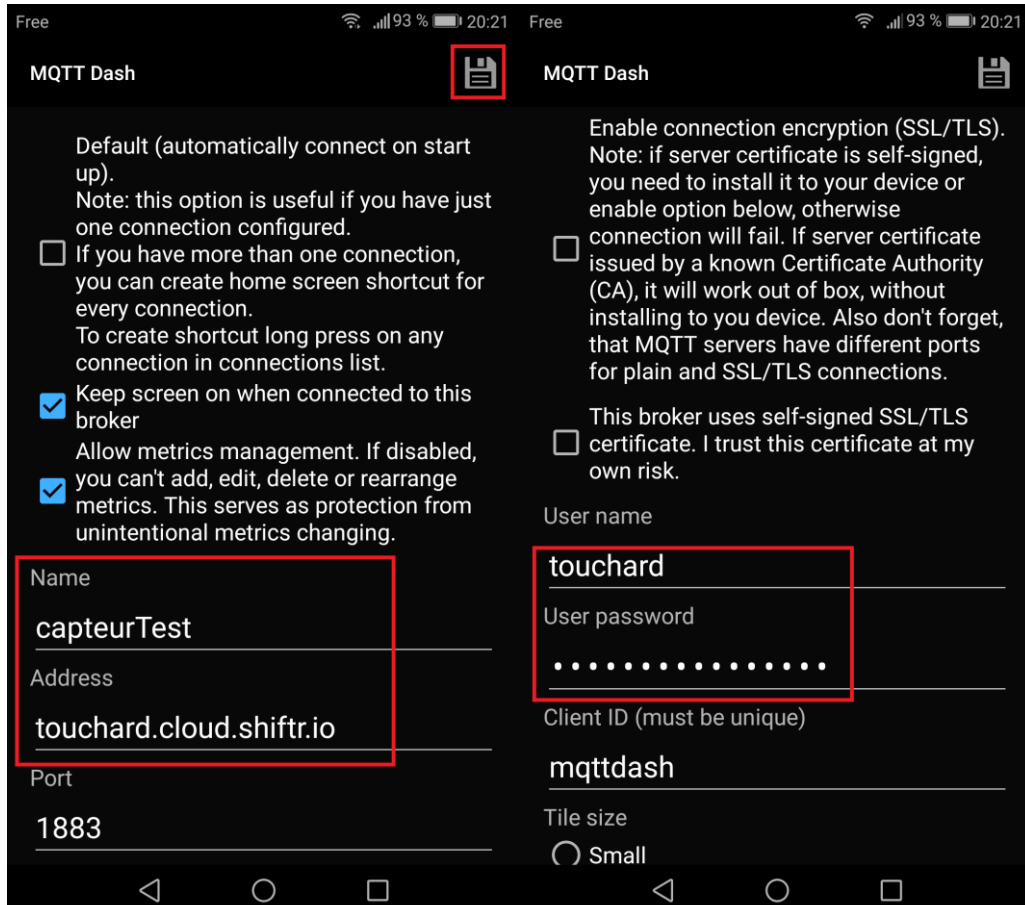 Free 93 % 20:21
MQTT Dash
Default (automatically connect on start
up).
Note: this option is useful if you have just
one connection configured.
If you have more than one connection,
you can create home screen shortcut for
every connection.
To create shortcut long press on any
connection in connections list.
Keep screen on when connected to this
broker
Allow metrics management. If disabled,
you can't add, edit, delete or rearrange
metrics. This serves as protection from
unintentional metrics changing.
Name
capteurTest
Address
touchard.cloud.shiftr.io
Port
1883
Free 93 % 20:21
MQTT Dash
Enable connection encryption (SSL/TLS).
Note: if server certificate is self-signed,
you need to install it to your device or
enable option below, otherwise
connection will fail. If server certificate
issued by a known Certificate Authority
(CA), it will work out of box, without
installing to you device. Also don't forget,
that MQTT servers have different ports
for plain and SSL/TLS connections.
This broker uses self-signed SSL/TLS
certificate. I trust this certificate at my
own risk.
User name
touchard
User password
••••••••••••••••
Client ID (must be unique)
mqttdash
Tile size
Small